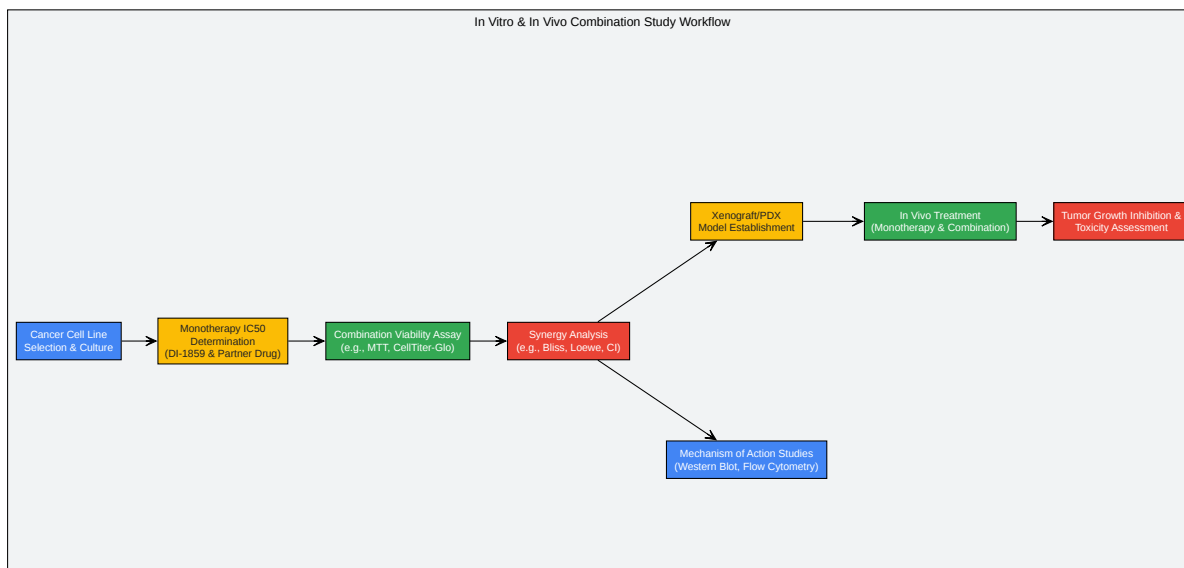 In Vitro & In Vivo Combination Study Workflow
Cancer Cell Line
Selection & Culture
Monotherapy IC50
Determination
(DI-1859 & Partner Drug)
Combination Viability Assay
(e.g., MTT, CellTiter-Glo)
Synergy Analysis
(e.g., Bliss, Loewe, CI)
Xenograft/PDX
Model Establishment
In Vivo Treatment
(Monotherapy & Combination)
Tumor Growth Inhibition &
Toxicity Assessment
Mechanism of Action Studies
(Western Blot, Flow Cytometry)